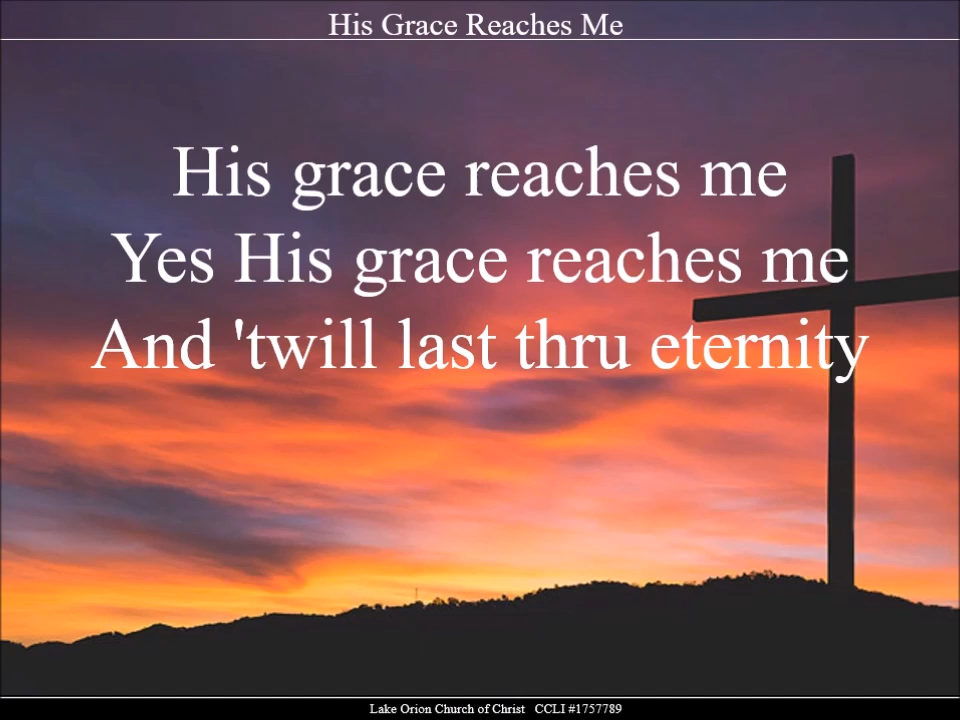 His Grace Reaches Me
His grace reaches me
Yes His grace reaches me
And 'twill last thru eternity
Lake Orion Church of Christ CCLI #1757789